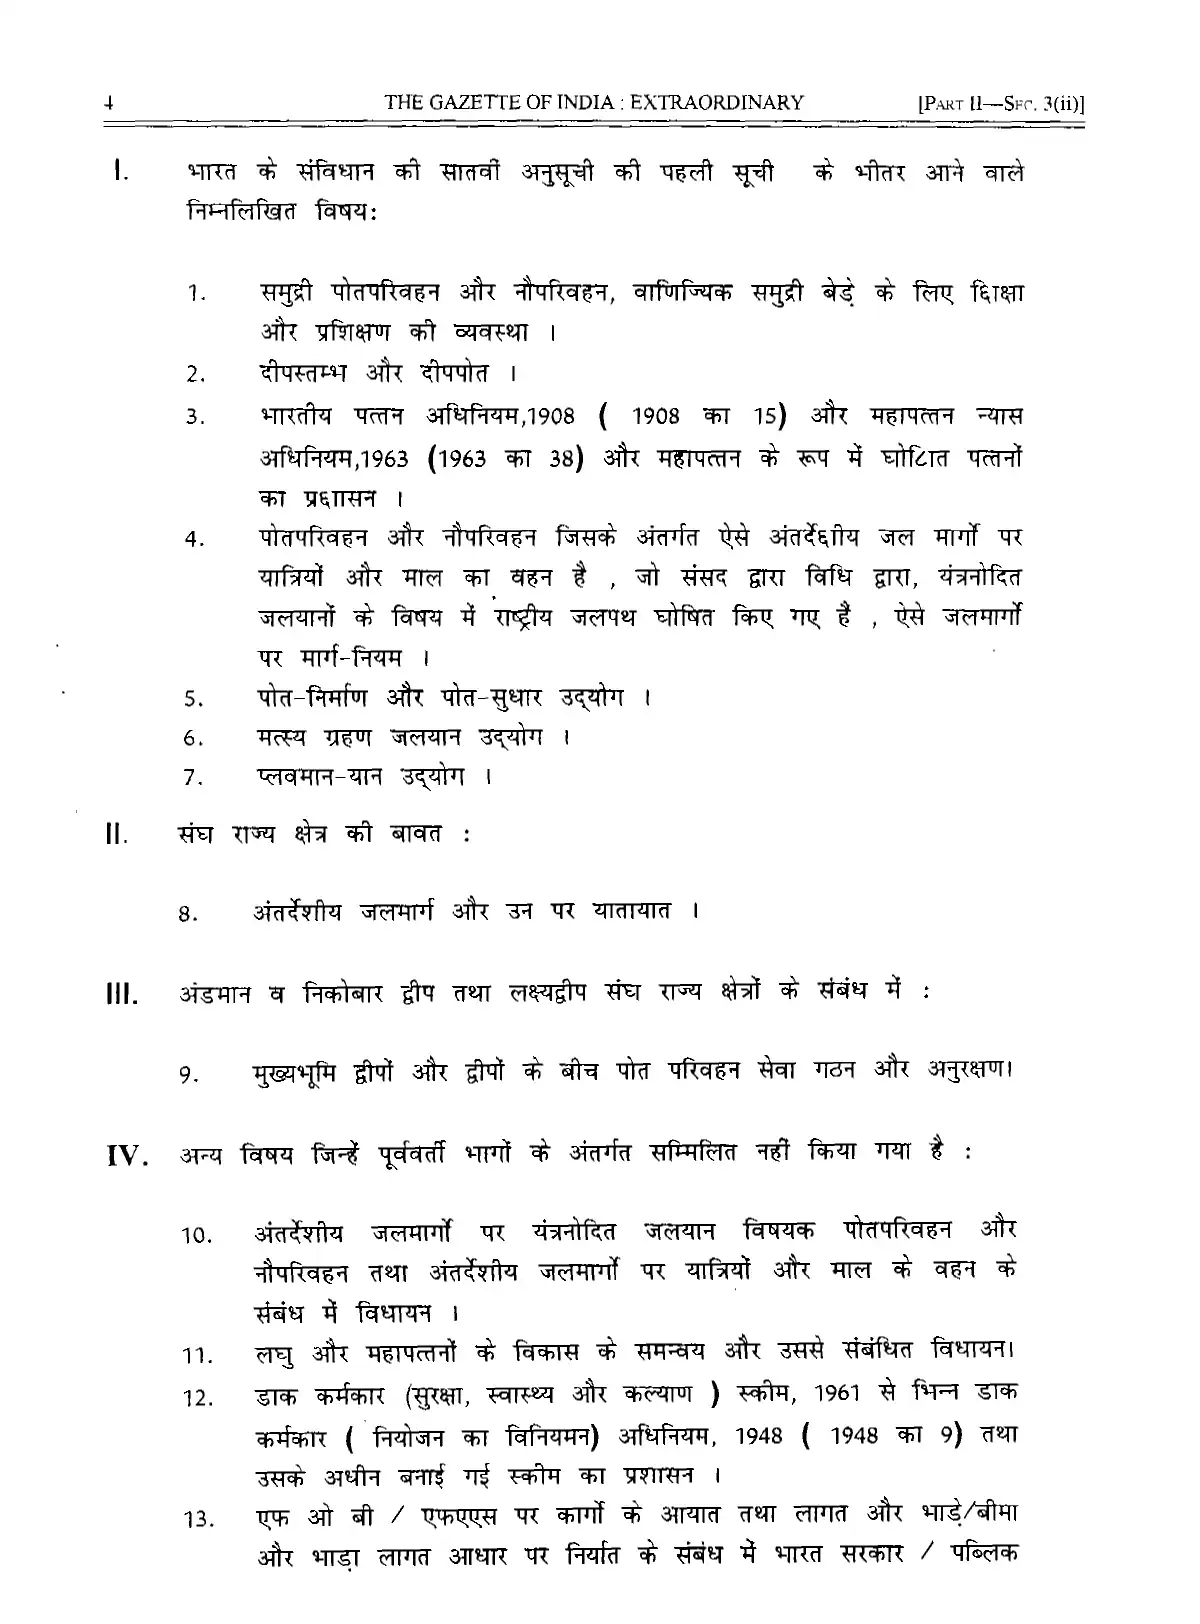 4 THE GAZETTE OF INDIA : EXTRAORDINARY [PART II—SEC. 3(ii)]
I. भारत के संविधान की सातवीं अनुसूची की पहली सूची के भीतर आने वाले
निम्नलिखित विषय:
1. समुद्री पोतपरिवहन और नौपरिवहन, वाणिज्यिक समुद्री बेड़े के लिए शिक्षा
और प्रशिक्षण की व्यवस्था ।
2. दीपस्तम्भ और दीपपोत ।
3. भारतीय पत्तन अधिनियम,1908 ( 1908 का 15) और महापत्तन न्यास
अधिनियम,1963 (1963 का 38) और महापत्तन के रूप में घोषित पत्तनों
का प्रशासन ।
4. पोतपरिवहन और नौपरिवहन जिसके अंतर्गत ऐसे अंतर्देशीय जल मार्गों पर
यात्रियों और माल का वहन है , जो संसद द्वारा विधि द्वारा, यंत्रनोदित
जलयानों के विषय में राष्ट्रीय जलपथ घोषित किए गए हैं , ऐसे जलमार्गों
पर मार्ग-नियम ।
5. पोत-निर्माण और पोत-सुधार उद्योग ।
6. मत्स्य ग्रहण जलयान उद्योग ।
7. प्लवमान-यान उद्योग ।
II. संघ राज्य क्षेत्र की बावत :
8. अंतर्देशीय जलमार्ग और उन पर यातायात ।
III. अंडमान व निकोबार द्वीप तथा लक्ष्यद्वीप संघ राज्य क्षेत्रों के संबंध में :
9. मुख्यभूमि द्वीपों और द्वीपों के बीच पोत परिवहन सेवा गठन और अनुरक्षण।
IV. अन्य विषय जिन्हें पूर्ववर्ती भागों के अंतर्गत सम्मिलित नहीं किया गया है :
10. अंतर्देशीय जलमार्गों पर यंत्रनोदित जलयान विषयक पोतपरिवहन और
नौपरिवहन तथा अंतर्देशीय जलमार्गों पर यात्रियों और माल के वहन के
संबंध में विधायन ।
11. लघु और महापत्तनों के विकास के समन्वय और उससे संबंधित विधायन।
12. डाक कर्मकार (सुरक्षा, स्वास्थ्य और कल्याण ) स्कीम, 1961 से भिन्न डाक
कर्मकार ( नियोजन का विनियमन) अधिनियम, 1948 ( 1948 का 9) तथा
उसके अधीन बनाई गई स्कीम का प्रशासन ।
13. एफ ओ बी / एफएएस पर कार्गो के आयात तथा लागत और भाड़े/बीमा
और भाड़ा लागत आधार पर निर्यात के संबंध में भारत सरकार / पब्लिक